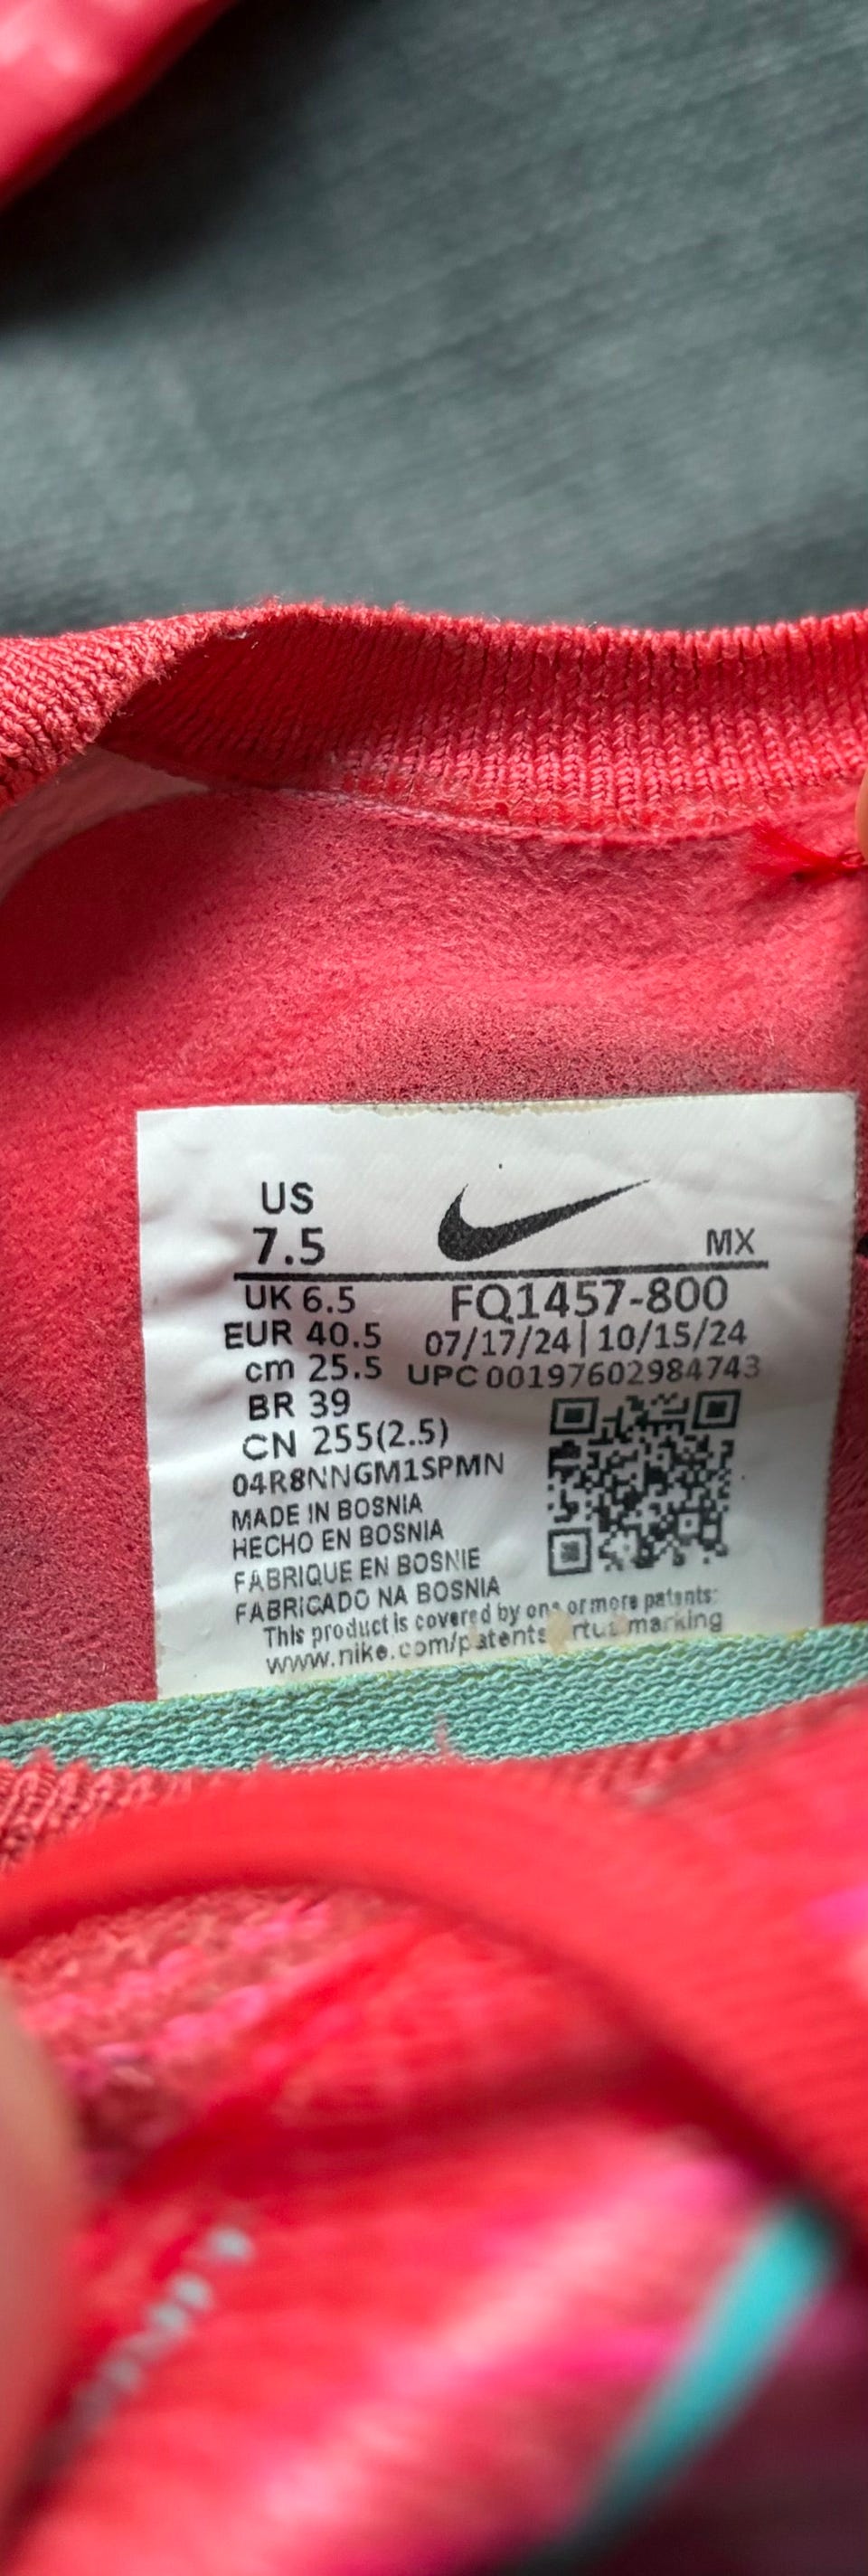 US
7.5
MX
UK 6.5
FQ1457-800
EUR 40.5
07/17/24 | 10/15/24
cm 25.5
UPC 00197602984743
BR 39
CN 255(2.5)
04R8NNGM1SPMN
MADE IN BOSNIA
HECHO EN BOSNIA
FABRIQUE EN BOSNIE
FABRICADO NA BOSNIA
This product is covered by one or more patents:
www.nike.com/patents marking